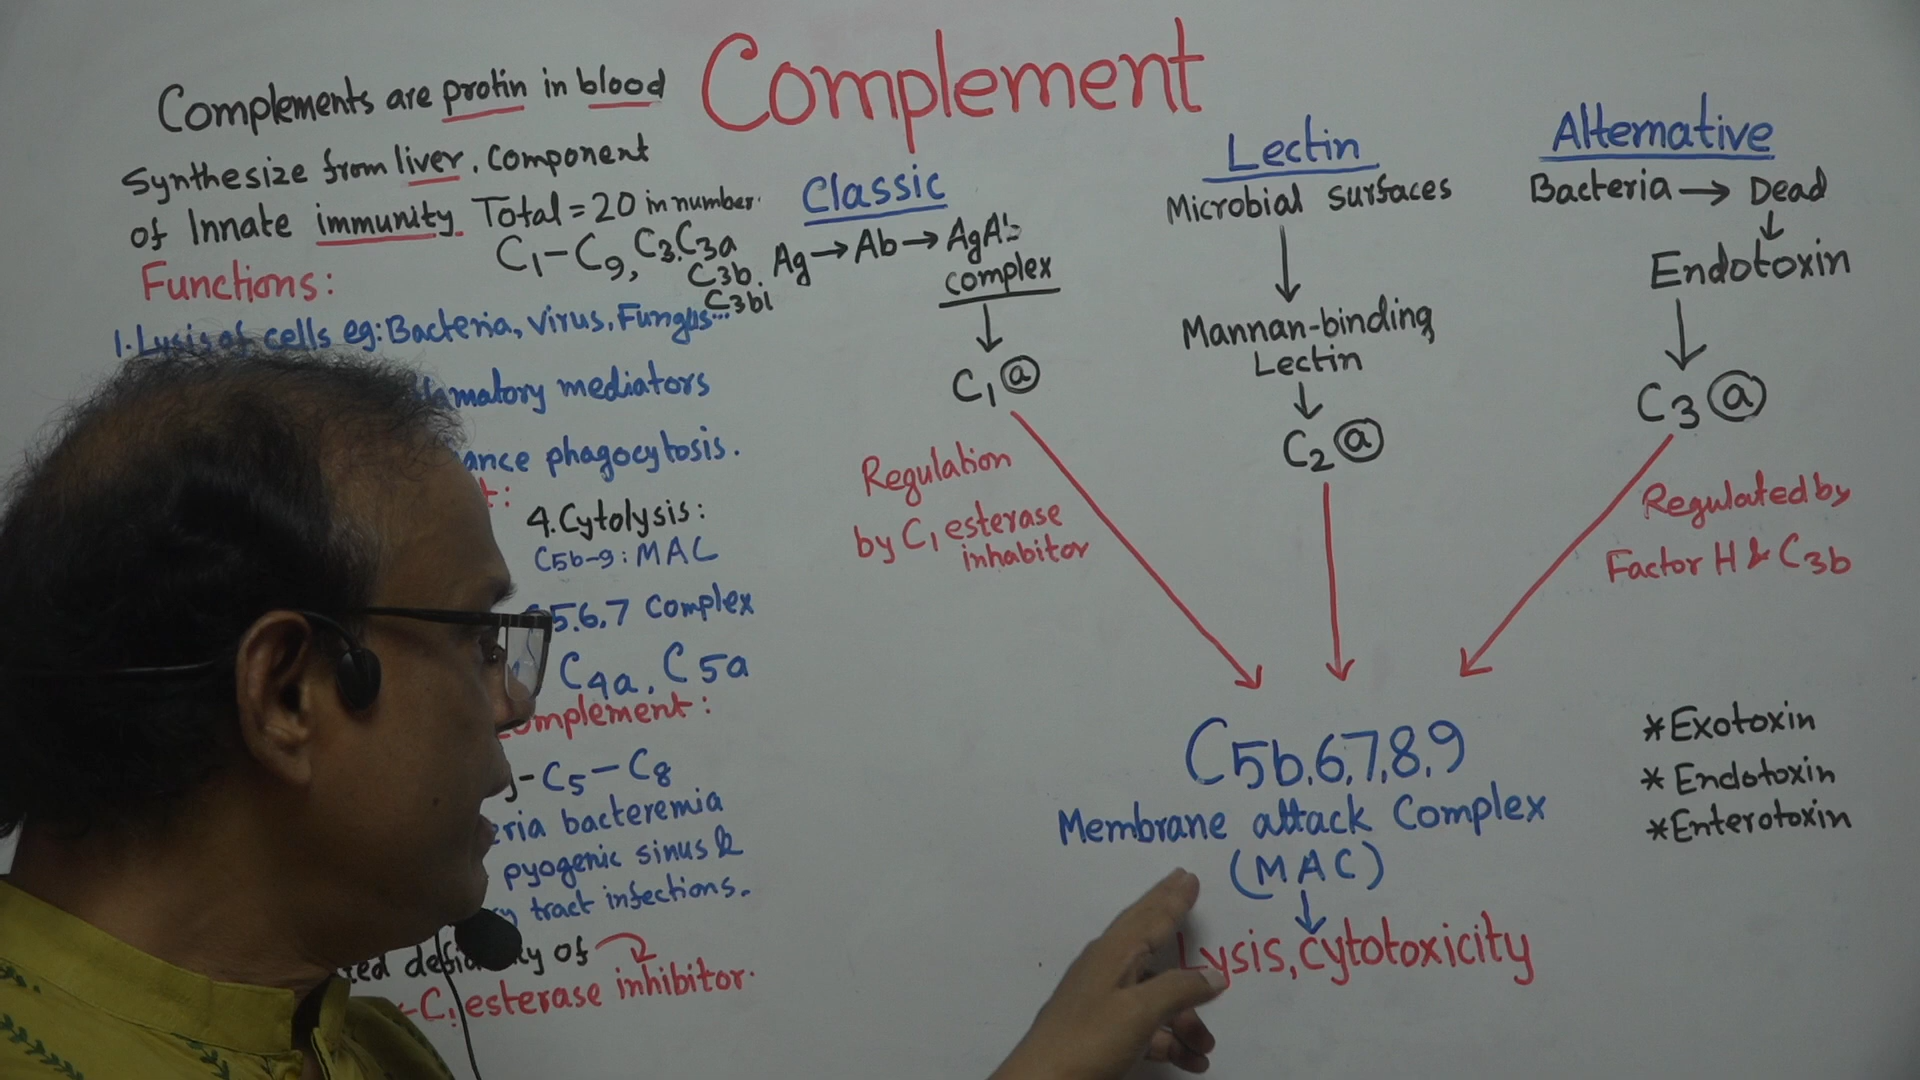 Complement
Complements are protin in blood
Synthesize from liver. Component
of Innate immunity. Total = 20 in number.
C1-C9, C3.C3a
C3b.
C3bi
Functions:
1. Lysis of cells eg: Bacteria, virus, Fungus...
mediators
phagocytosis.
4. Cytolysis:
C5b-9: MAC
5.6.7 Complex
C4a. C5a
-C5-C8
bacteremia
pyogenic sinus &
tract infections.
of
C1 esterase inhibitor.
Classic
Ag → Ab →
complex
↓
C1 ⓐ
Regulation
by C1 esterase
inhabitor
Lectin
Microbial surfaces
↓
Mannan-binding
Lectin
↓
C2 ⓐ
Alternative
Bacteria → Dead
↓
Endotoxin
↓
C3 ⓐ
Regulated by
Factor H & C3b
C5b,6,7,8,9
Membrane attack Complex
(MAC)
↓
Lysis, cytotoxicity
* Exotoxin
* Endotoxin
* Enterotoxin